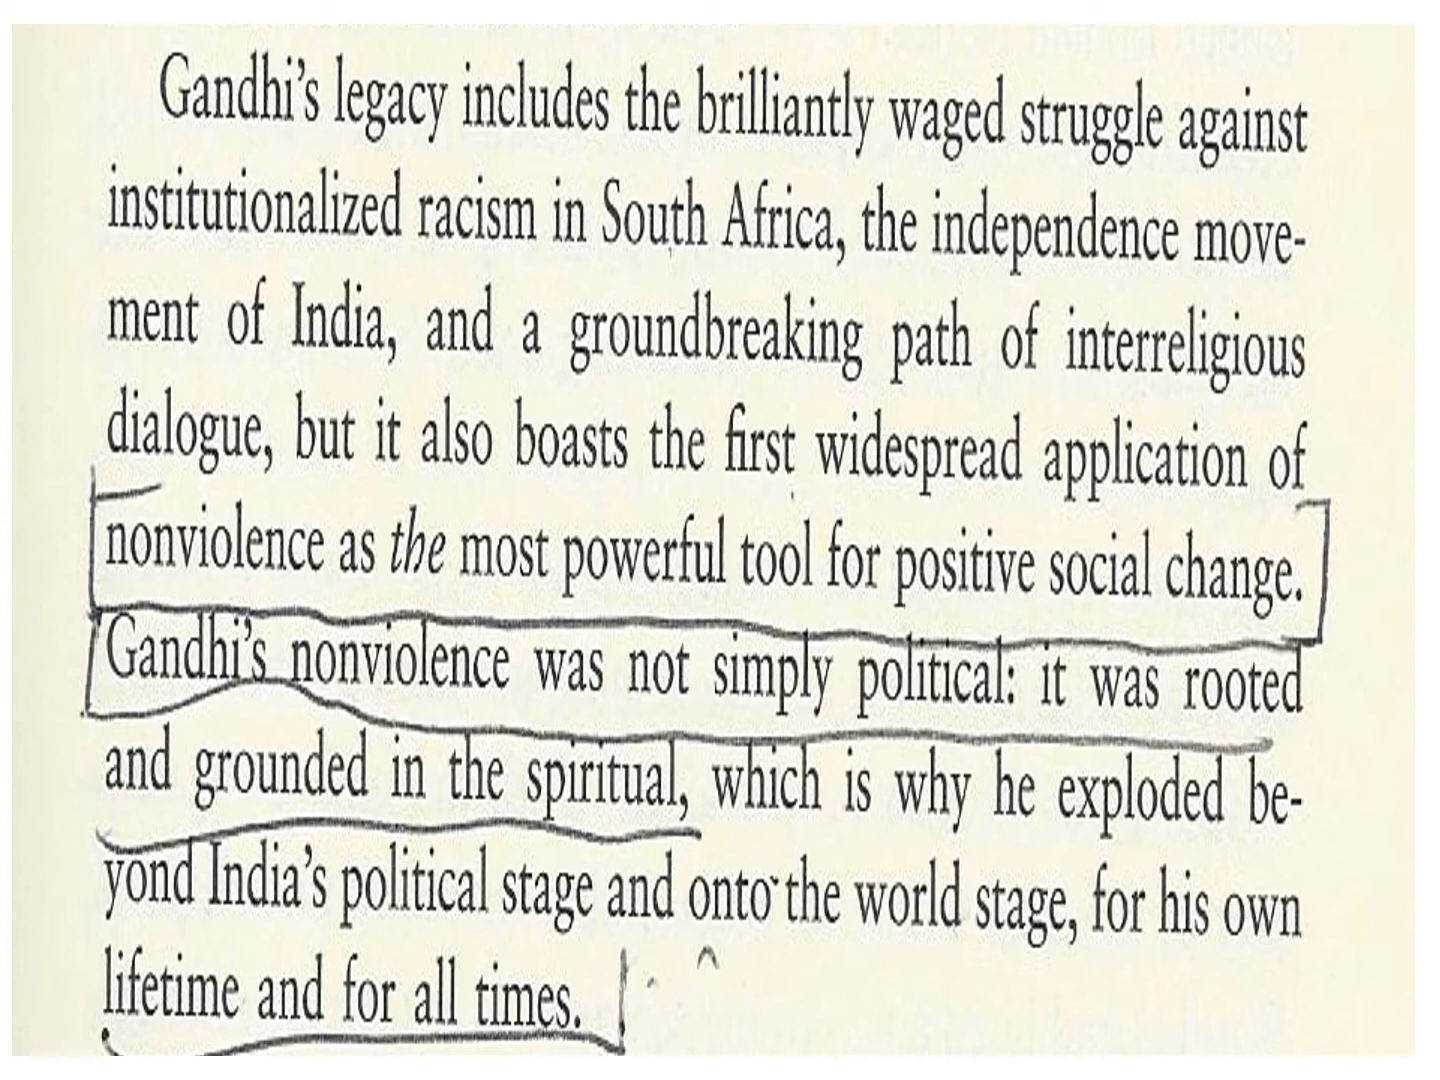 Gandhi’s legacy includes the brilliantly waged struggle against
institutionalized racism in South Africa, the independence move-
ment of India, and a groundbreaking path of interreligious
dialogue, but it also boasts the first widespread application of
nonviolence as the most powerful tool for positive social change.
Gandhi’s nonviolence was not simply political: it was rooted
and grounded in the spiritual, which is why he exploded be-
yond India’s political stage and onto the world stage, for his own
lifetime and for all times.